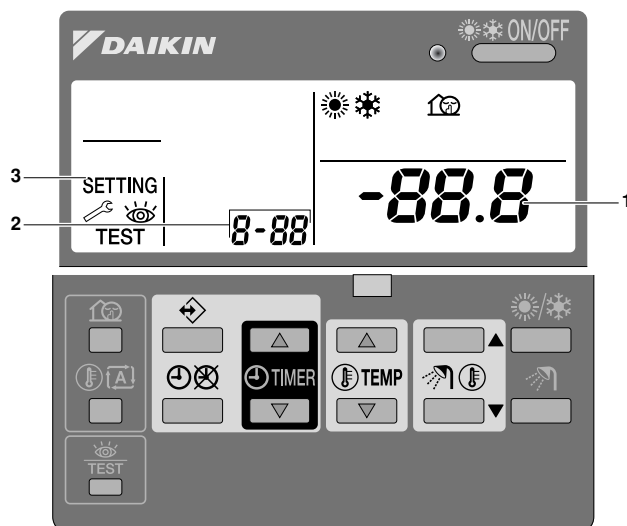 DAIKIN
ON/OFF
3
SETTING
2
TEST
8-88
-88.8
1
A
TIMER
TEMP
TEST